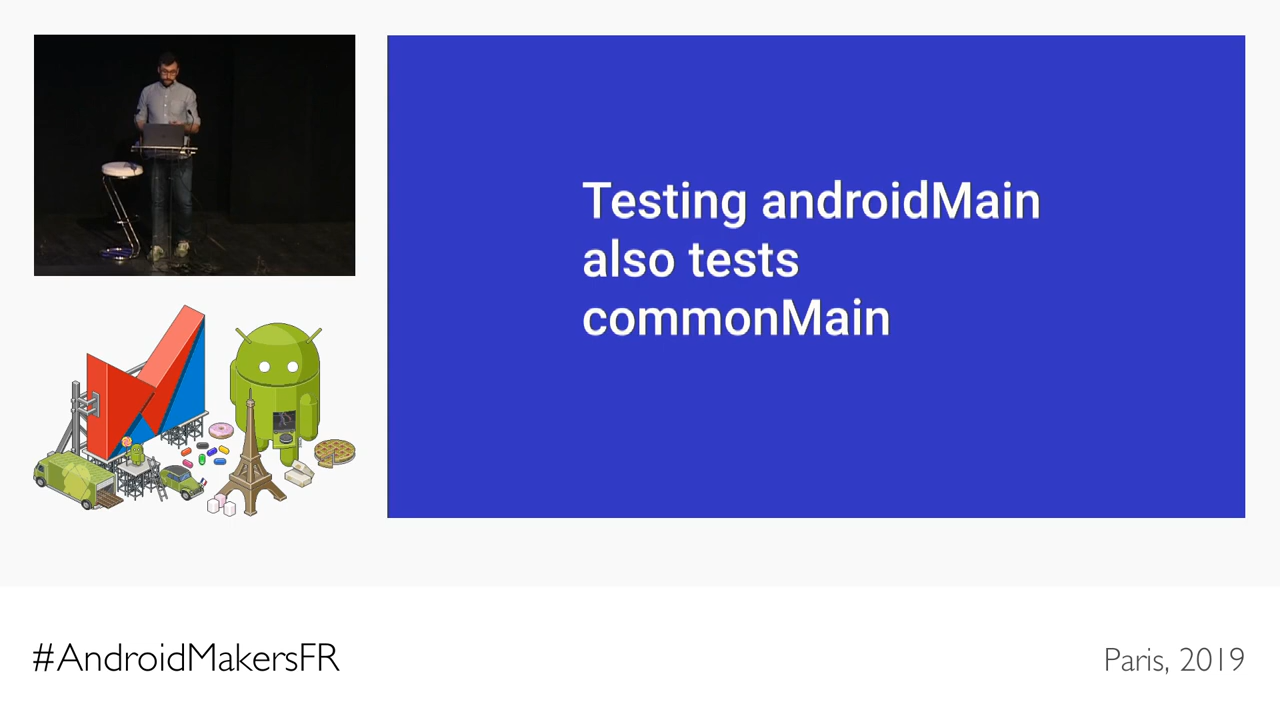 Testing androidMain
also tests
commonMain
#AndroidMakersFR
Paris, 2019